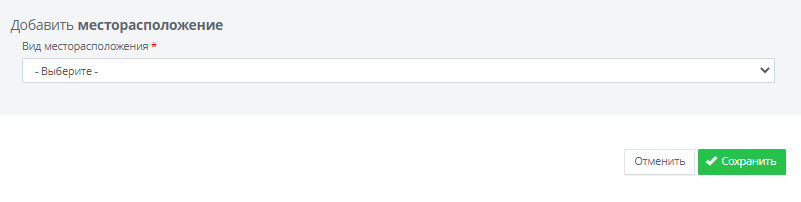 Добавить месторасположение
Вид месторасположения *
- Выберите -
Отменить
Сохранить